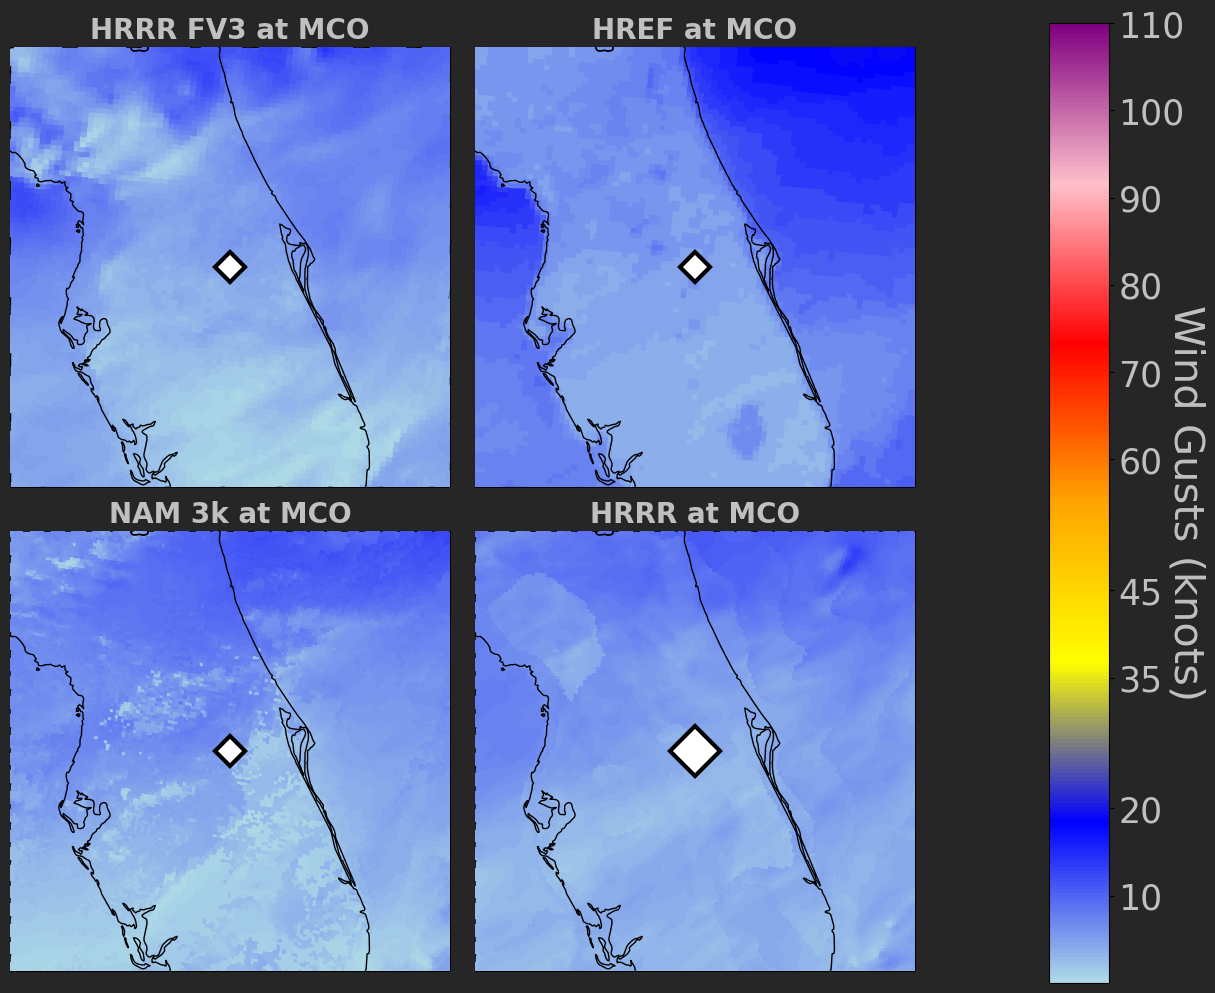 HRRR FV3 at MCO
HREF at MCO
NAM 3k at MCO
HRRR at MCO
110
100
90
80
70
60
45
35
20
10
Wind Gusts (knots)